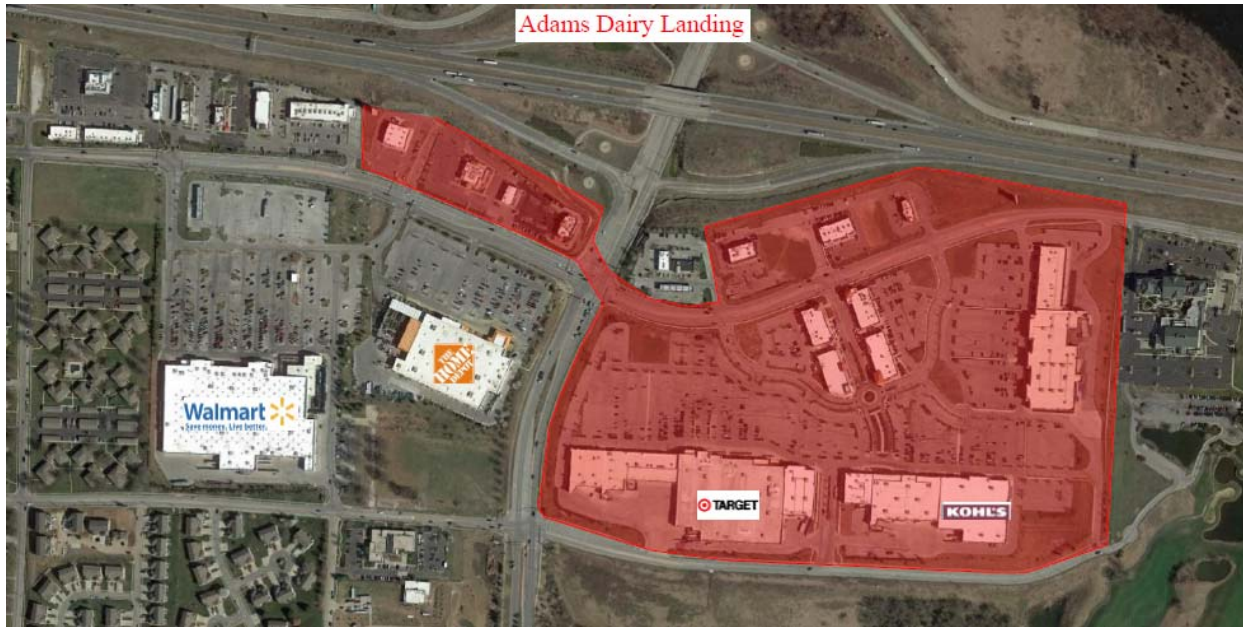 Adams Dairy Landing
THE
HOME
DEPOT
Walmart
Save money. Live better.
TARGET
KOHL'S